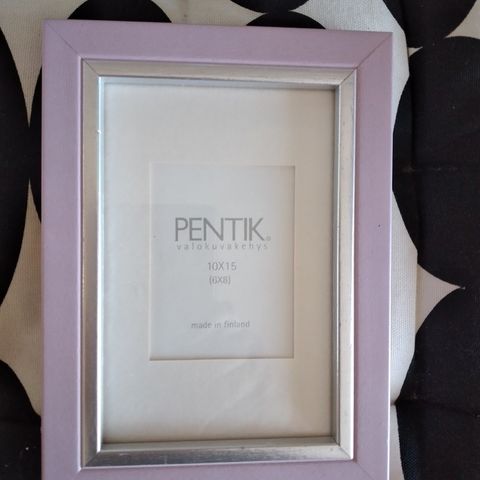 PENTIK®
valokuvakehys
10X15
(6X8)
made in finland